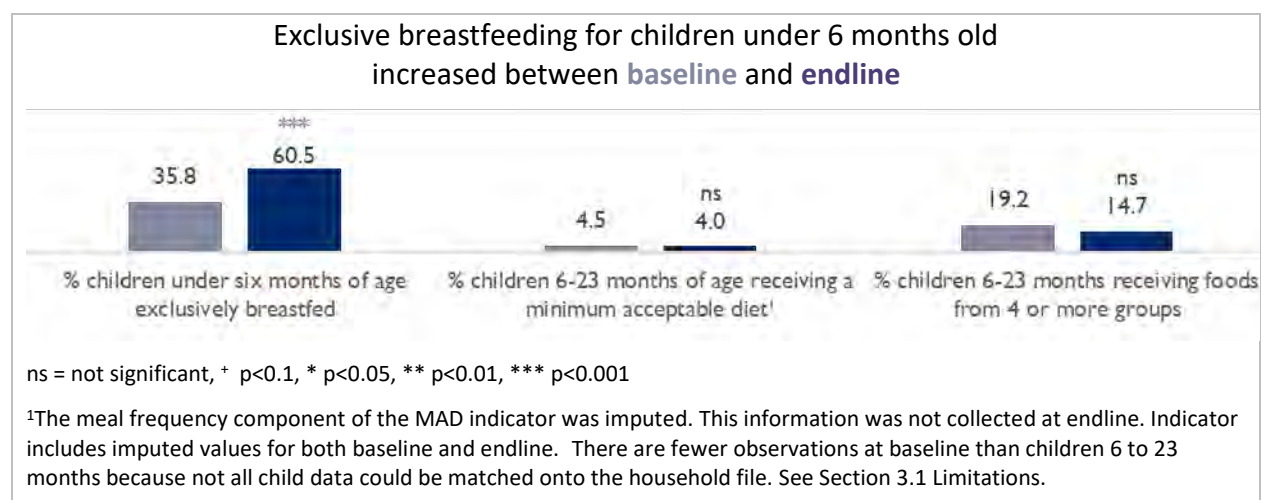 Exclusive breastfeeding for children under 6 months old
increased between baseline and endline
***
35.8
60.5
% children under six months of age
exclusively breastfed
ns
4.5
4.0
% children 6-23 months of age receiving a
minimum acceptable diet¹
ns
19.2
14.7
% children 6-23 months receiving foods
from 4 or more groups
ns = not significant, ⁺ p<0.1, * p<0.05, ** p<0.01, *** p<0.001
¹The meal frequency component of the MAD indicator was imputed. This information was not collected at endline. Indicator
includes imputed values for both baseline and endline. There are fewer observations at baseline than children 6 to 23
months because not all child data could be matched onto the household file. See Section 3.1 Limitations.